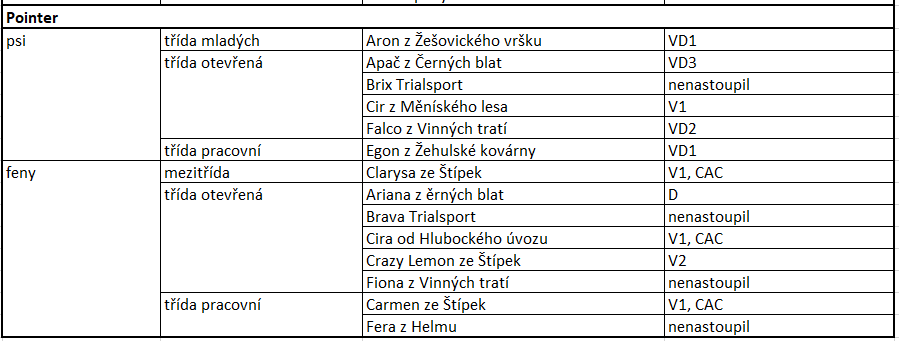 Pointer
psi třída mladých Aron z Žešovického vršku VD1
třída otevřená Apač z Černých blat VD3
Brix Trialsport nenastoupil
Cir z Měníského lesa V1
Falco z Vinných tratí VD2
třída pracovní Egon z Žehulské kovárny VD1
feny mezitřída Clarysa ze Štípek V1, CAC
třída otevřená Ariana z ěrných blat D
Brava Trialsport nenastoupil
Cira od Hlubockého úvozu V1, CAC
Crazy Lemon ze Štípek V2
Fiona z Vinných tratí nenastoupil
třída pracovní Carmen ze Štípek V1, CAC
Fera z Helmu nenastoupil